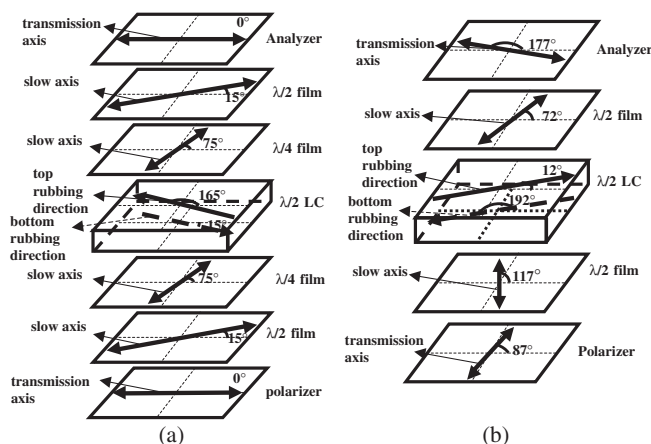 0°
transmission
axis
Analyzer
slow axis
15°
λ/2 film
slow axis
75°
λ/4 film
top
rubbing
direction
165°
λ/2 LC
bottom
rubbing
direction
15°
slow axis
75°
λ/4 film
slow axis
15°
λ/2 film
transmission
axis
0°
polarizer
(a)
transmission
axis
177°
Analyzer
slow axis
72°
λ/2 film
top rubbing
direction
12°
λ/2 LC
bottom
rubbing
direction
192°
slow axis
117°
λ/2 film
transmission
axis
87°
Polarizer
(b)